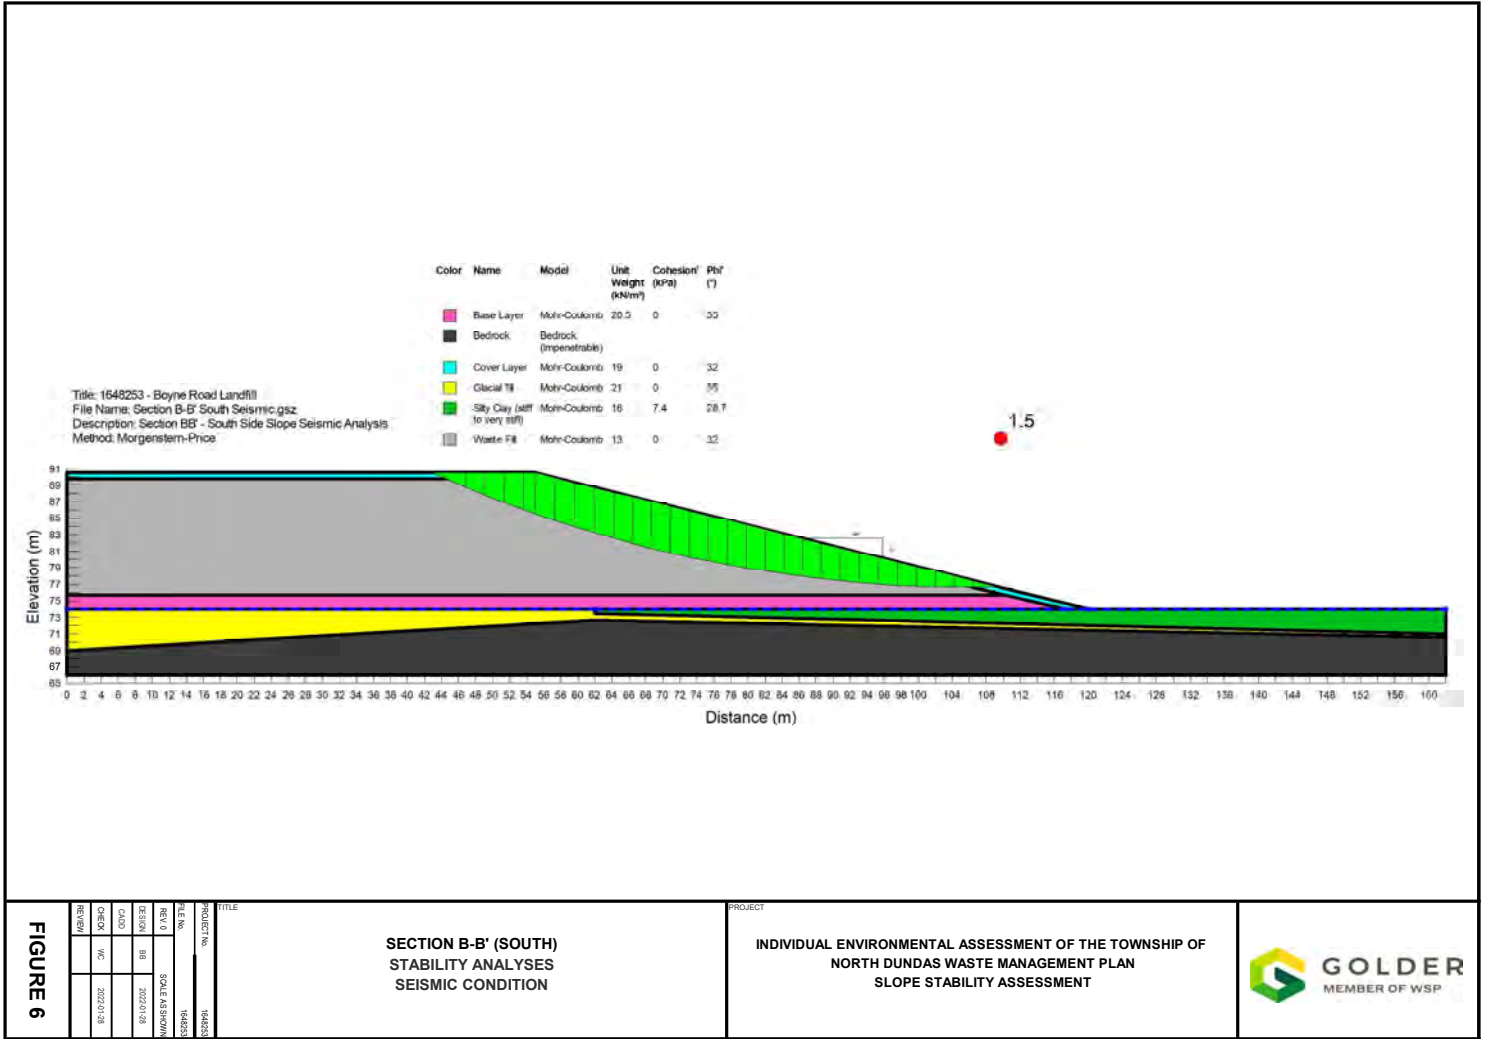 Color Name Model Unit Weight (kN/m³) Cohesion' (kPa) Phi' (°)
Base Layer Mohr-Coulomb 20.5 0
Bedrock Bedrock (Impenetrable)
Cover Layer Mohr-Coulomb 19 0 32
Glacial Till Mohr-Coulomb 21 0
Silty Clay (stiff to very stiff) Mohr-Coulomb 16 7.4 28.7
Waste Fill Mohr-Coulomb 13 0 32
Title: 1648253 - Boyne Road Landfill
File Name: Section B-B' South Seismic.gsz
Description: Section BB' - South Side Slope Seismic Analysis
Method: Morgenstern-Price
1.5
Elevation (m)
91
89
87
85
83
81
79
77
75
73
71
69
67
65
0 2 4 6 8 10 12 14 16 18 20 22 24 26 28 30 32 34 36 38 40 42 44 46 48 50 52 54 56 58 60 62 64 66 68 70 72 74 76 78 80 82 84 86 88 90 92 94 96 98 100 104 108 112 116 120 124 128 132 136 140 144 148 152 156 160
Distance (m)
FIGURE 6
PROJECT No. 1648253
FILE No. 1648253
REV. 0 SCALE AS SHOWN
DESIGN BB 2022-01-28
CADD
CHECK WC 2022-01-28
REVIEW
TITLE
SECTION B-B' (SOUTH)
STABILITY ANALYSES
SEISMIC CONDITION
PROJECT
INDIVIDUAL ENVIRONMENTAL ASSESSMENT OF THE TOWNSHIP OF
NORTH DUNDAS WASTE MANAGEMENT PLAN
SLOPE STABILITY ASSESSMENT
GOLDER
MEMBER OF WSP